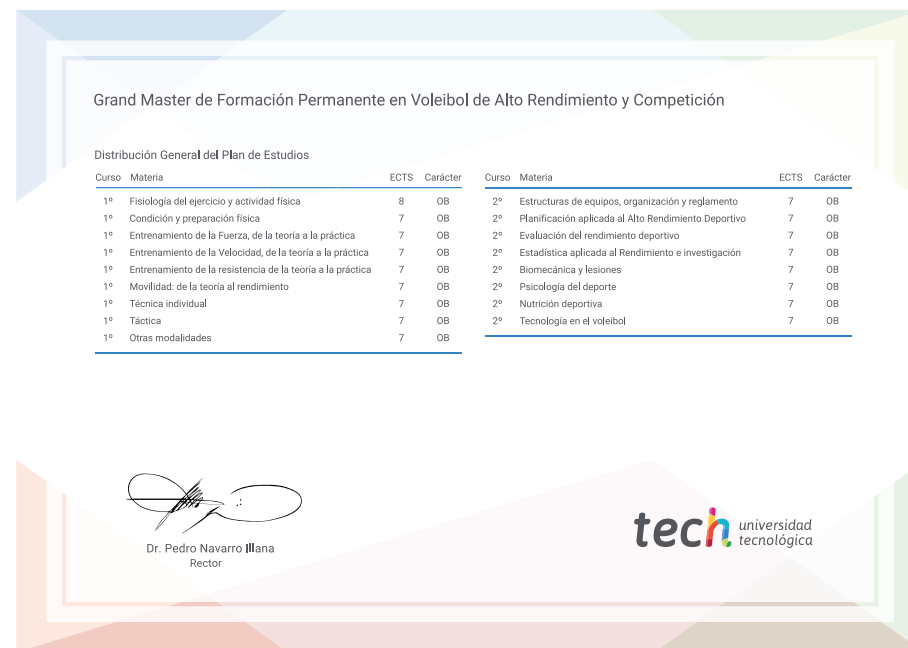 Grand Master de Formación Permanente en Voleibol de Alto Rendimiento y Competición
Distribución General del Plan de Estudios
Curso Materia ECTS Carácter
1º Fisiología del ejercicio y actividad física 8 OB
1º Condición y preparación física 7 OB
1º Entrenamiento de la Fuerza, de la teoría a la práctica 7 OB
1º Entrenamiento de la Velocidad, de la teoría a la práctica 7 OB
1º Entrenamiento de la resistencia de la teoría a la práctica 7 OB
1º Movilidad: de la teoría al rendimiento 7 OB
1º Técnica individual 7 OB
1º Táctica 7 OB
1º Otras modalidades 7 OB
Curso Materia ECTS Carácter
2º Estructuras de equipos, organización y reglamento 7 OB
2º Planificación aplicada al Alto Rendimiento Deportivo 7 OB
2º Evaluación del rendimiento deportivo 7 OB
2º Estadística aplicada al Rendimiento e investigación 7 OB
2º Biomecánica y lesiones 7 OB
2º Psicología del deporte 7 OB
2º Nutrición deportiva 7 OB
2º Tecnología en el voleibol 7 OB
Dr. Pedro Navarro Illana
Rector
tech universidad
tecnológica